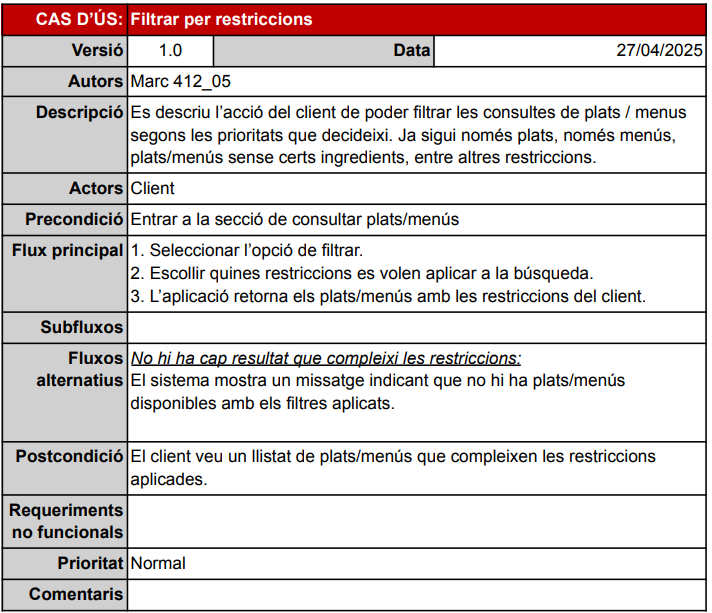 CAS D’ÚS: Filtrar per restriccions
Versió 1.0 Data 27/04/2025
Autors Marc 412_05
Descripció Es descriu l’acció del client de poder filtrar les consultes de plats / menus
segons les prioritats que decideixi. Ja sigui només plats, només menús,
plats/menús sense certs ingredients, entre altres restriccions.
Actors Client
Precondició Entrar a la secció de consultar plats/menús
Flux principal 1. Seleccionar l’opció de filtrar.
2. Escollir quines restriccions es volen aplicar a la búsqueda.
3. L’aplicació retorna els plats/menús amb les restriccions del client.
Subfluxos
Fluxos alternatius No hi ha cap resultat que compleixi les restriccions:
El sistema mostra un missatge indicant que no hi ha plats/menús
disponibles amb els filtres aplicats.
Postcondició El client veu un llistat de plats/menús que compleixen les restriccions
aplicades.
Requeriments
no funcionals
Prioritat Normal
Comentaris